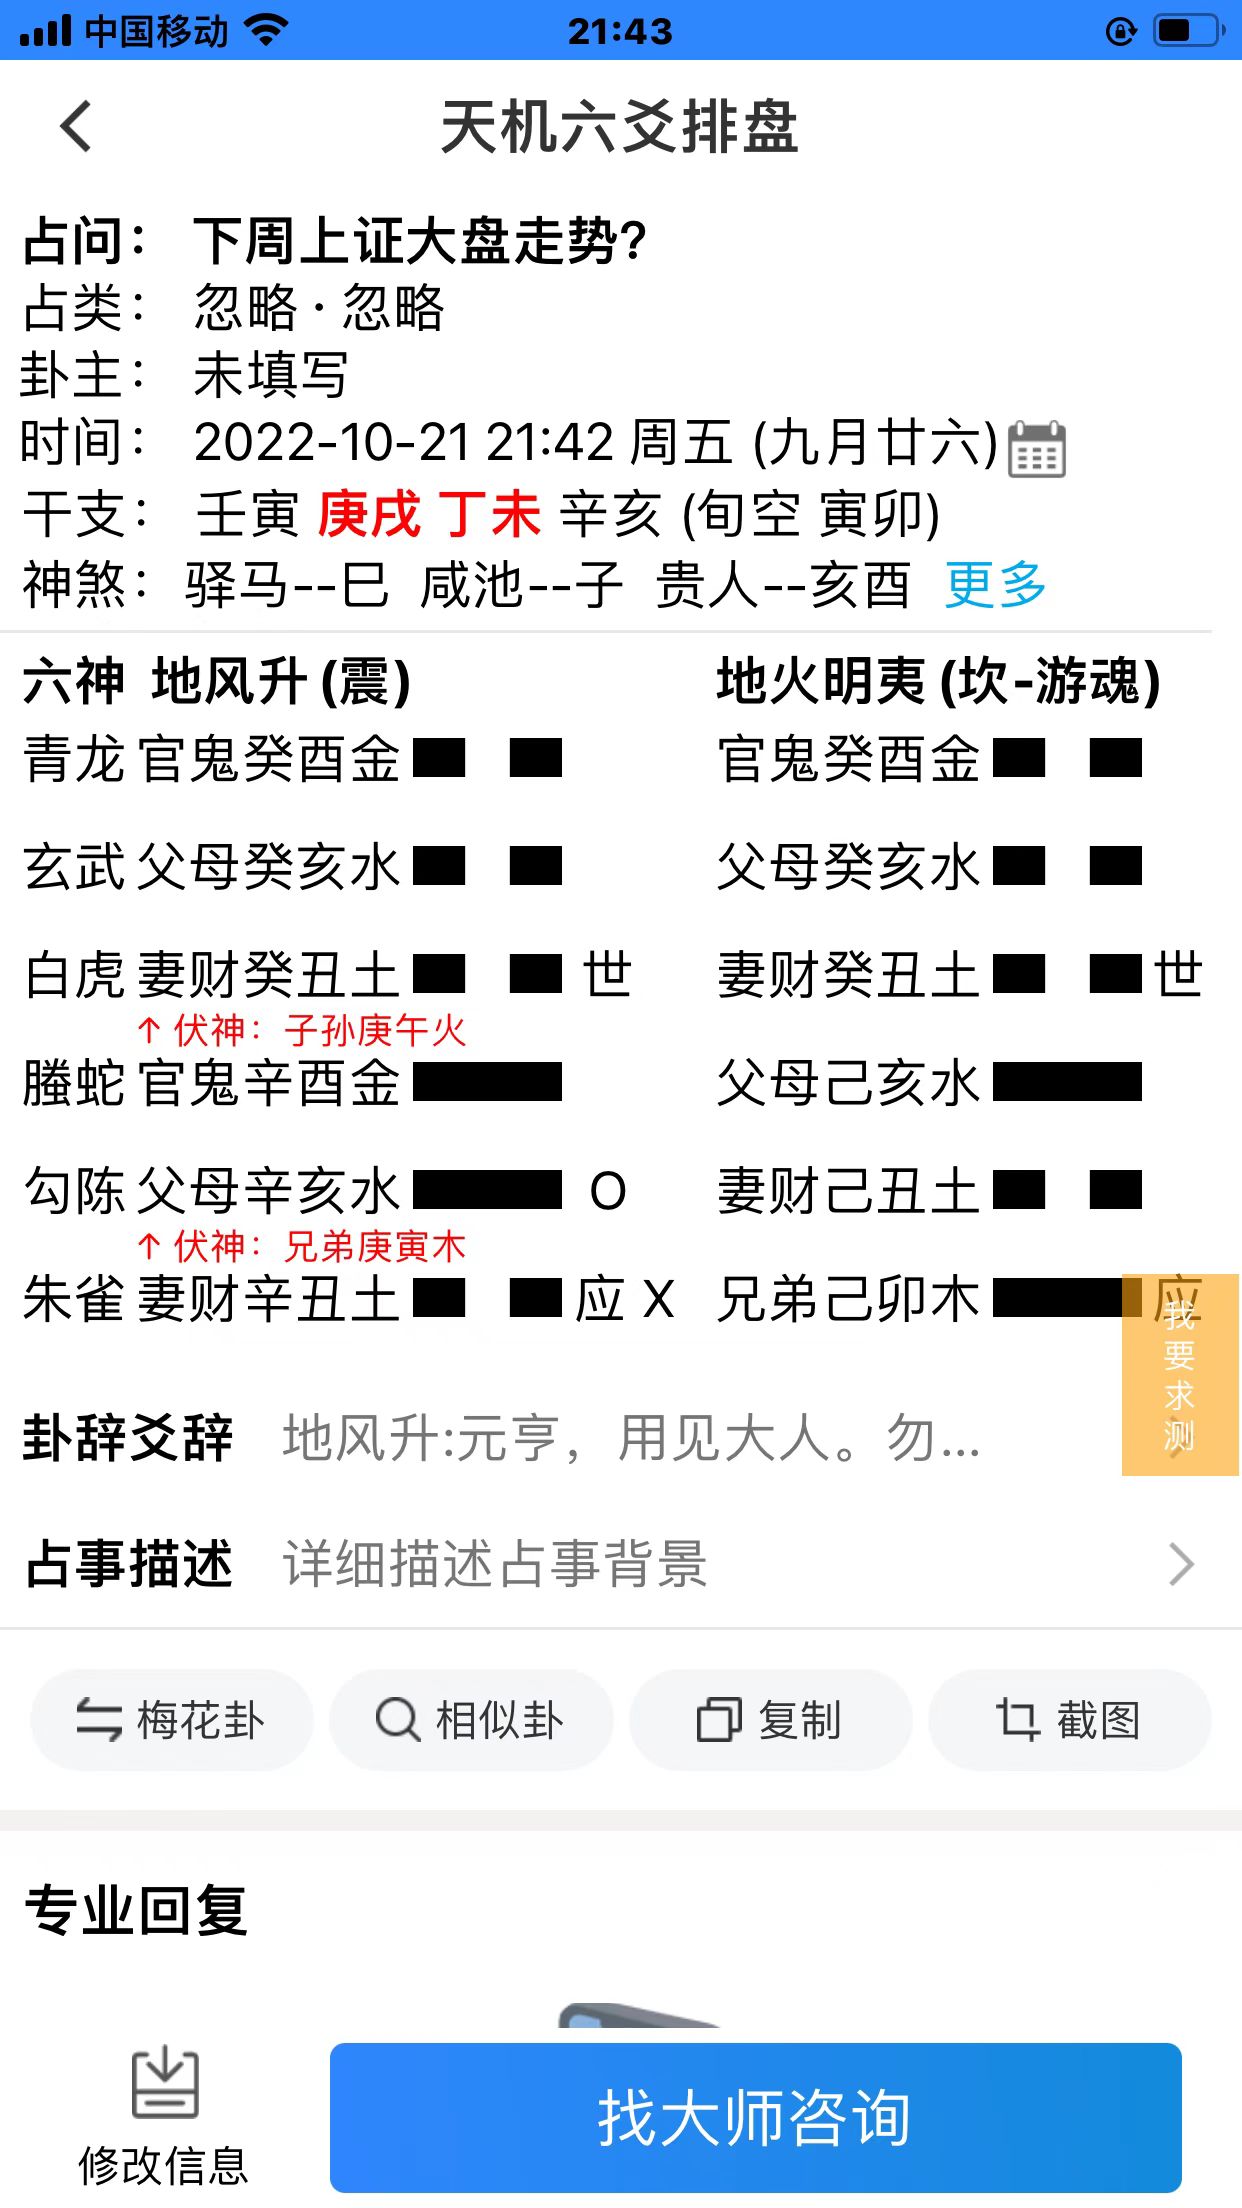 中国移动 21:43
天机六爻排盘
占问： 下周上证大盘走势?
占类： 忽略·忽略
卦主： 未填写
时间： 2022-10-21 21:42 周五 (九月廿六)
干支： 壬寅 庚戌 丁未 辛亥 (旬空 寅卯)
神煞： 驿马--巳 咸池--子 贵人--亥酉 更多
六神 地风升(震) 地火明夷(坎-游魂)
青龙 官鬼癸酉金 官鬼癸酉金
玄武 父母癸亥水 父母癸亥水
白虎 妻财癸丑土 世 妻财癸丑土 世
↑ 伏神：子孙庚午火
螣蛇 官鬼辛酉金 父母己亥水
勾陈 父母辛亥水 O 妻财己丑土
↑ 伏神：兄弟庚寅木
朱雀 妻财辛丑土 应 X 兄弟己卯木 应
我要求测
卦辞爻辞 地风升:元亨，用见大人。勿...
占事描述 详细描述占事背景
梅花卦 相似卦 复制 截图
专业回复
修改信息 找大师咨询